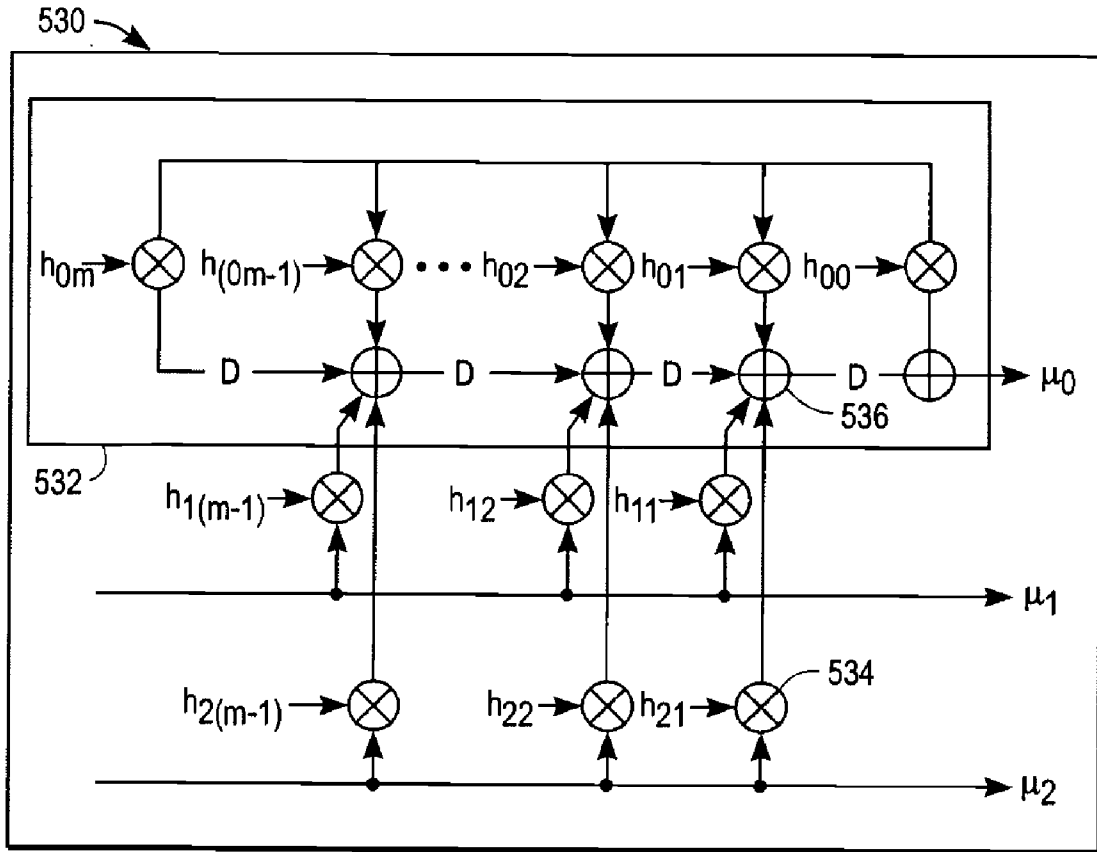 530
h0m h(0m-1) ••• h02 h01 h00
D D D D μ0
536
532
h1(m-1) h12 h11
μ1
534
h2(m-1) h22 h21
μ2